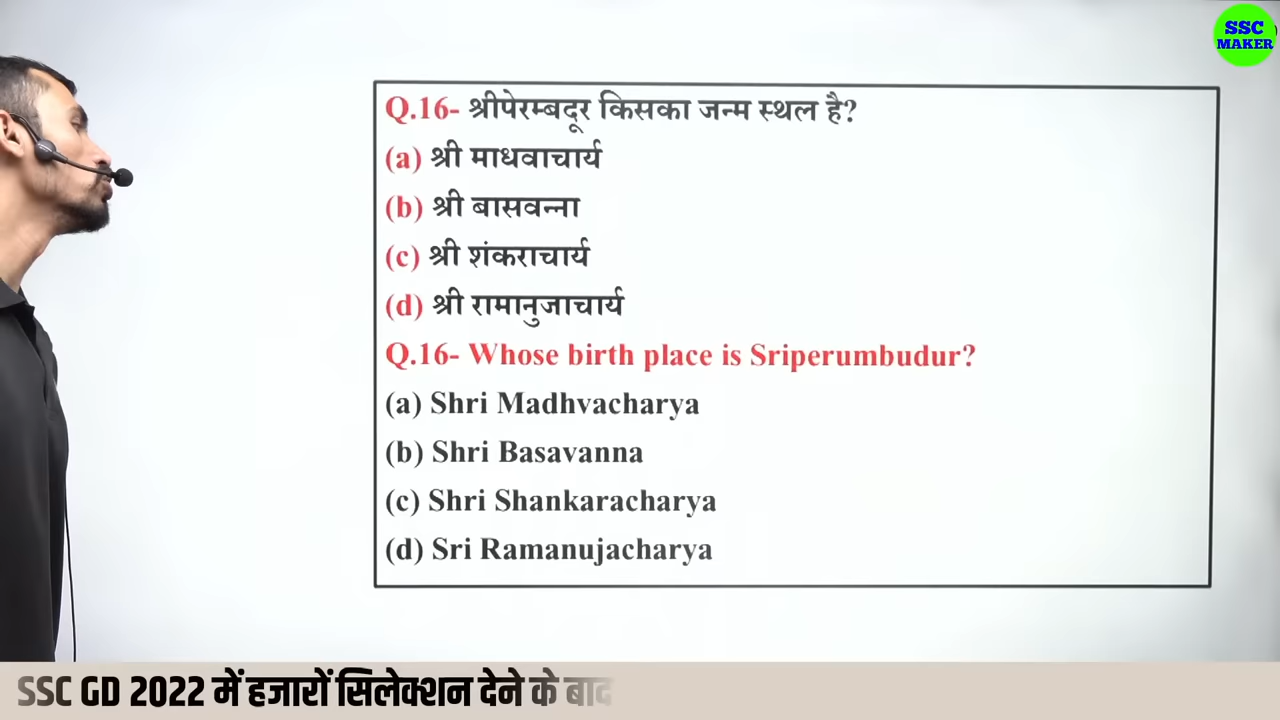 SSC
MAKER
Q.16- श्रीपेरम्बदूर किसका जन्म स्थल है?
(a) श्री माधवाचार्य
(b) श्री बासवन्ना
(c) श्री शंकराचार्य
(d) श्री रामानुजाचार्य
Q.16- Whose birth place is Sriperumbudur?
(a) Shri Madhvacharya
(b) Shri Basavanna
(c) Shri Shankaracharya
(d) Sri Ramanujacharya
SSC GD 2022 में हजारों सिलेक्शन देने के बाद